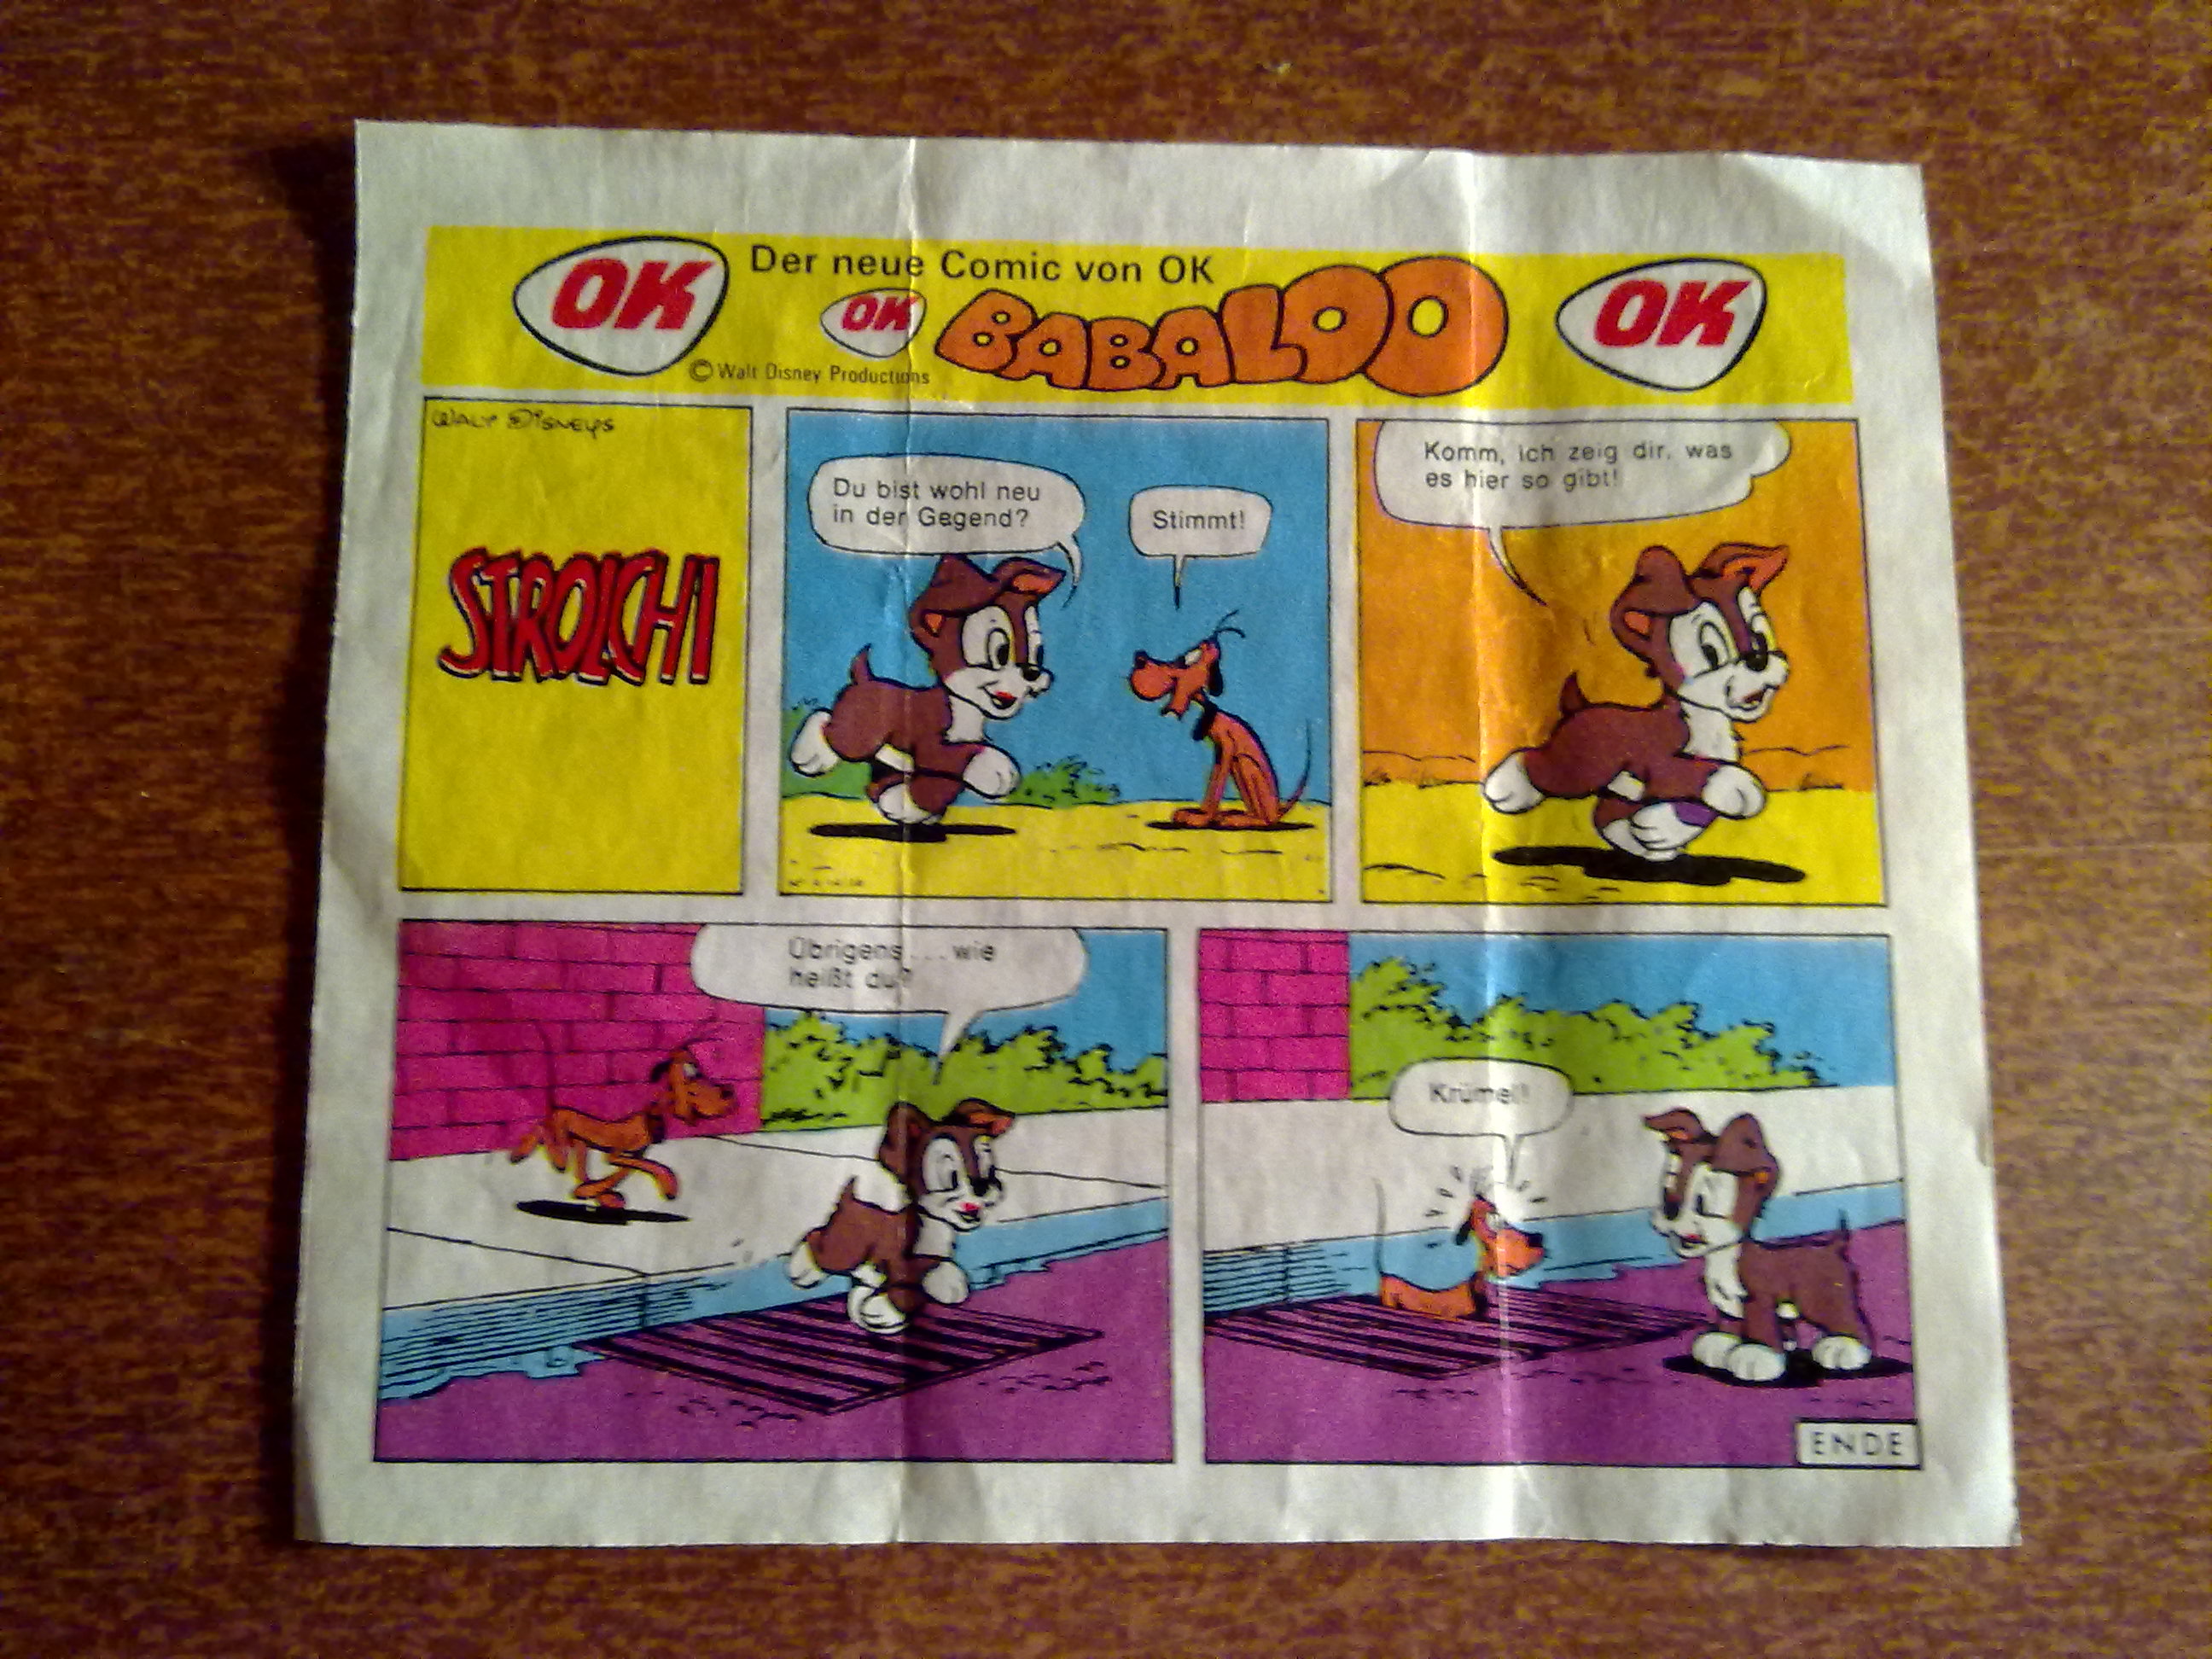 OK
Der neue Comic von OK
OK BABALOO
OK
© Walt Disney Productions
WALT DISNEYS
STROLCHI
Du bist wohl neu
in der Gegend?
Stimmt!
Komm, ich zeig dir, was
es hier so gibt!
Übrigens...wie
heißt du?
Krümel!
ENDE